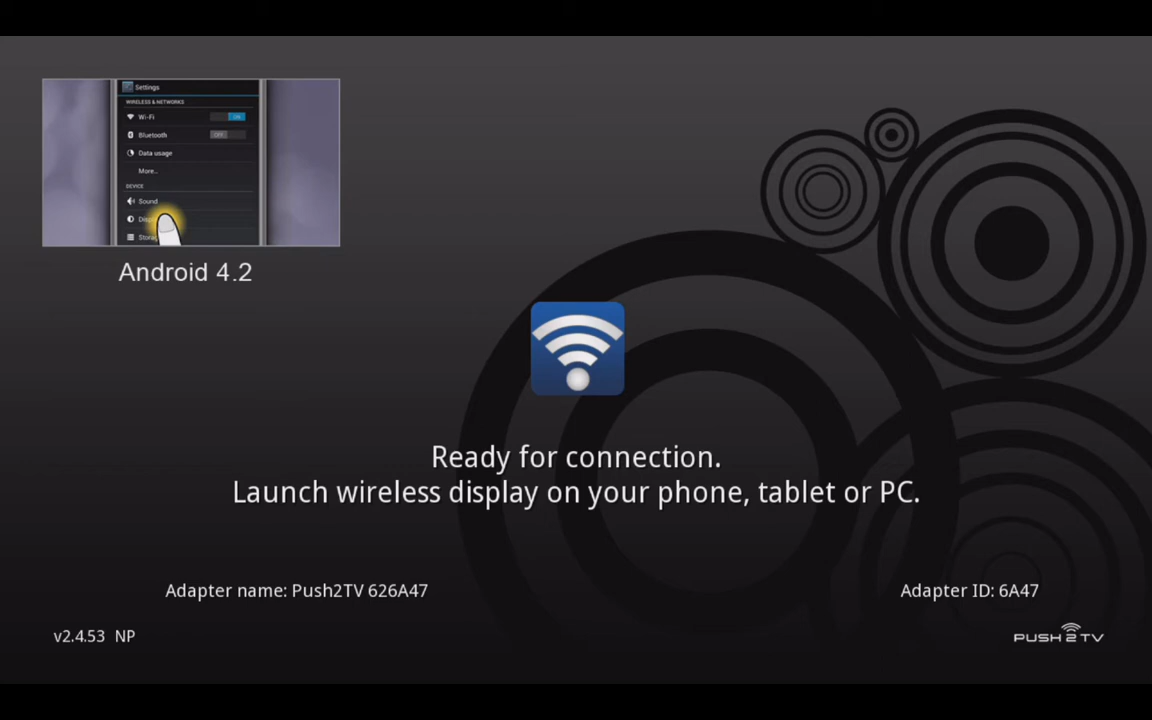 Settings
WIRELESS & NETWORKS
Wi-Fi
ON
Bluetooth
OFF
Data usage
More...
DEVICE
Sound
Android 4.2
Ready for connection.
Launch wireless display on your phone, tablet or PC.
Adapter name: Push2TV 626A47
Adapter ID: 6A47
v2.4.53 NP
PUSH2TV